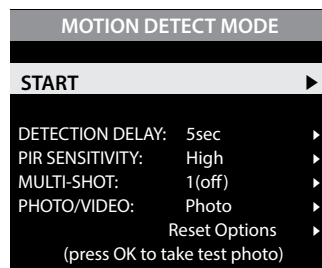 MOTION DETECT MODE
START
DETECTION DELAY: 5sec
PIR SENSITIVITY: High
MULTI-SHOT: 1(off)
PHOTO/VIDEO: Photo
Reset Options
(press OK to take test photo)